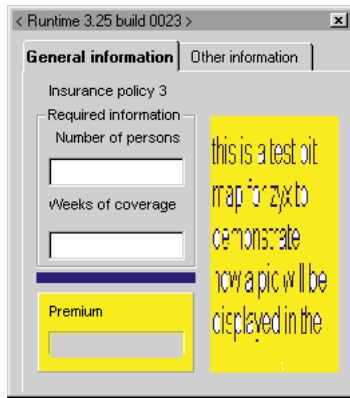 < Runtime 3.25 build 0023 >
General information
Other information
Insurance policy 3
Required information
Number of persons
Weeks of coverage
Premium
this is a test bit
map for zyx to
demonstrate
how a pic will be
displayed in the